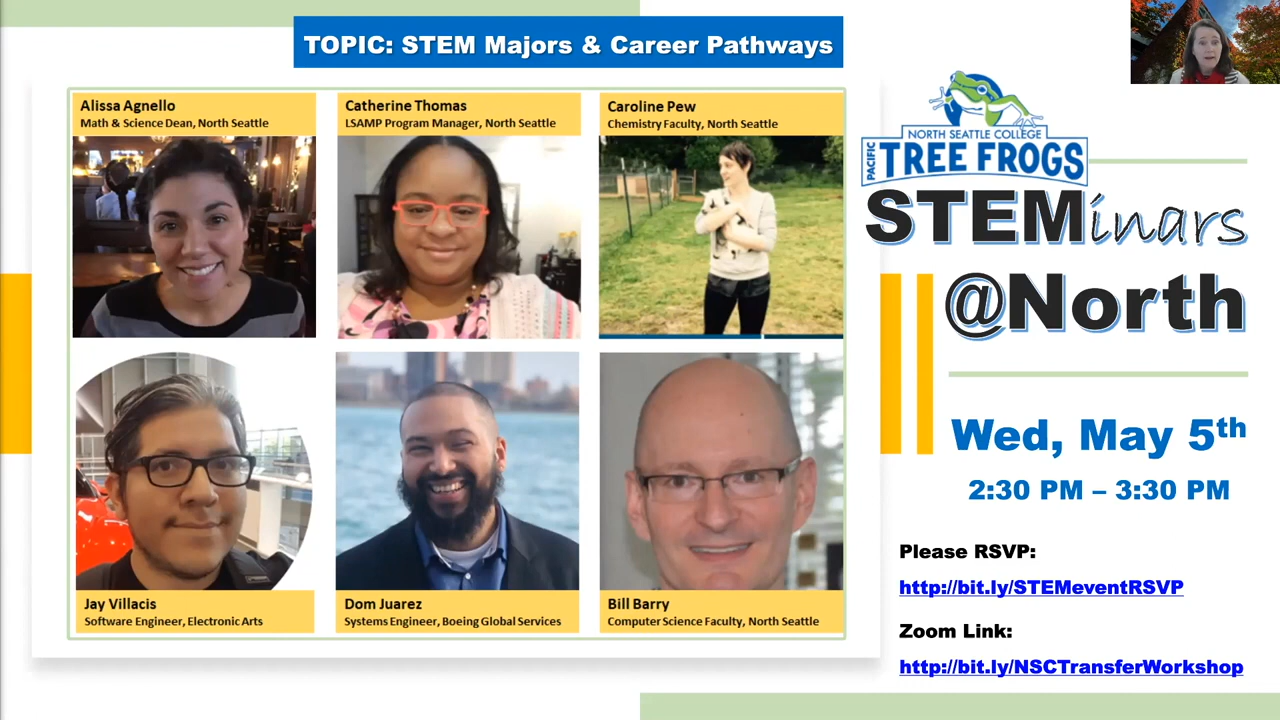 TOPIC: STEM Majors & Career Pathways
Alissa Agnello
Math & Science Dean, North Seattle
Catherine Thomas
LSAMP Program Manager, North Seattle
Caroline Pew
Chemistry Faculty, North Seattle
Jay Villacis
Software Engineer, Electronic Arts
Dom Juarez
Systems Engineer, Boeing Global Services
Bill Barry
Computer Science Faculty, North Seattle
NORTH SEATTLE COLLEGE
PACIFIC
TREE FROGS
STEMinars
@North
Wed, May 5th
2:30 PM – 3:30 PM
Please RSVP:
http://bit.ly/STEMeventRSVP
Zoom Link:
http://bit.ly/NSCTransferWorkshop